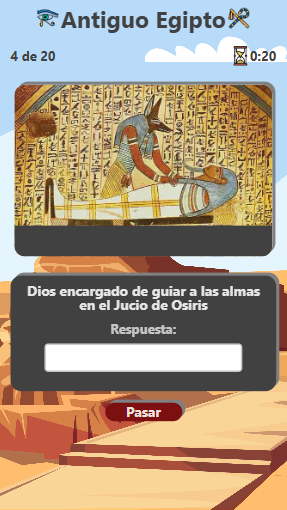 Antiguo Egipto
4 de 20
0:20
Dios encargado de guiar a las almas
en el Jucio de Osiris
Respuesta:
Pasar